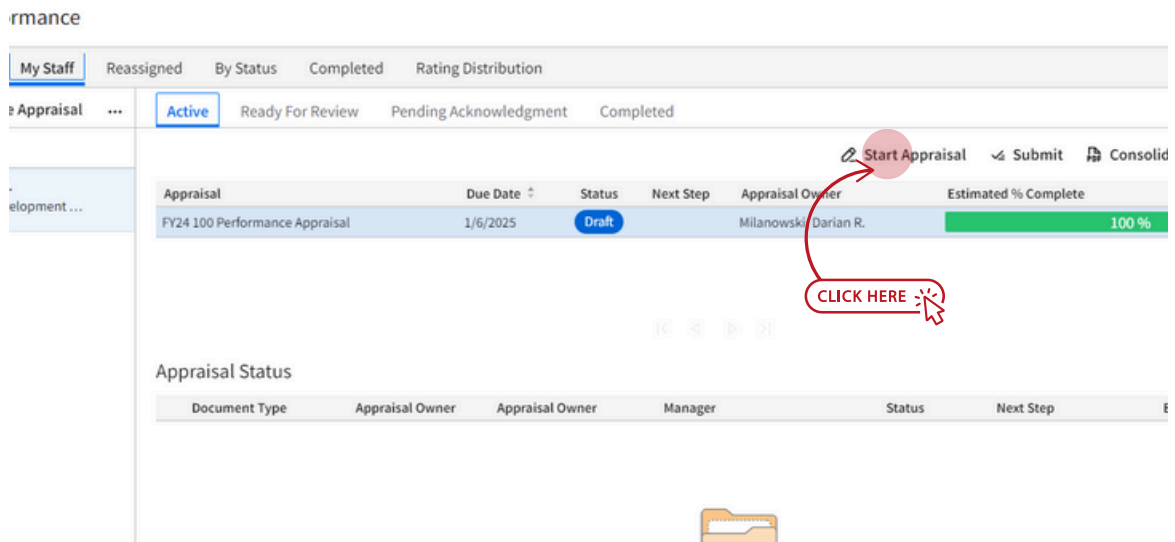 rmance
My Staff Reassigned By Status Completed Rating Distribution
e Appraisal ... Active Ready For Review Pending Acknowledgment Completed
Start Appraisal Submit Consolid
Appraisal Due Date Status Next Step Appraisal Owner Estimated % Complete
elopment ...
FY24 100 Performance Appraisal 1/6/2025 Draft Milanowski, Darian R. 100 %
CLICK HERE
Appraisal Status
Document Type Appraisal Owner Appraisal Owner Manager Status Next Step E